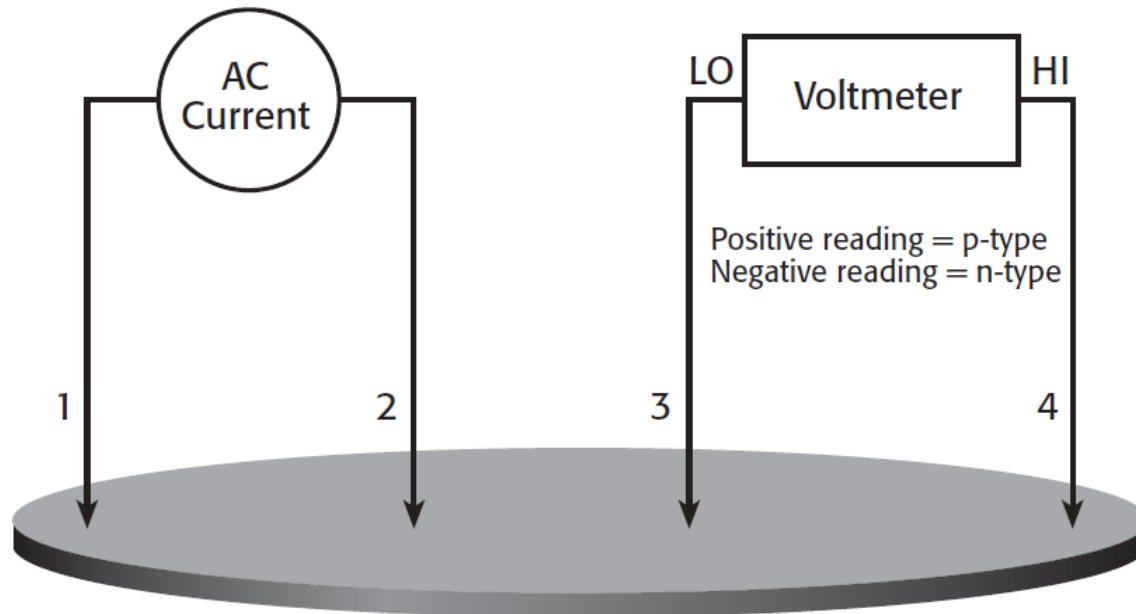 AC
Current
LO
Voltmeter
HI
Positive reading = p-type
Negative reading = n-type
1
2
3
4